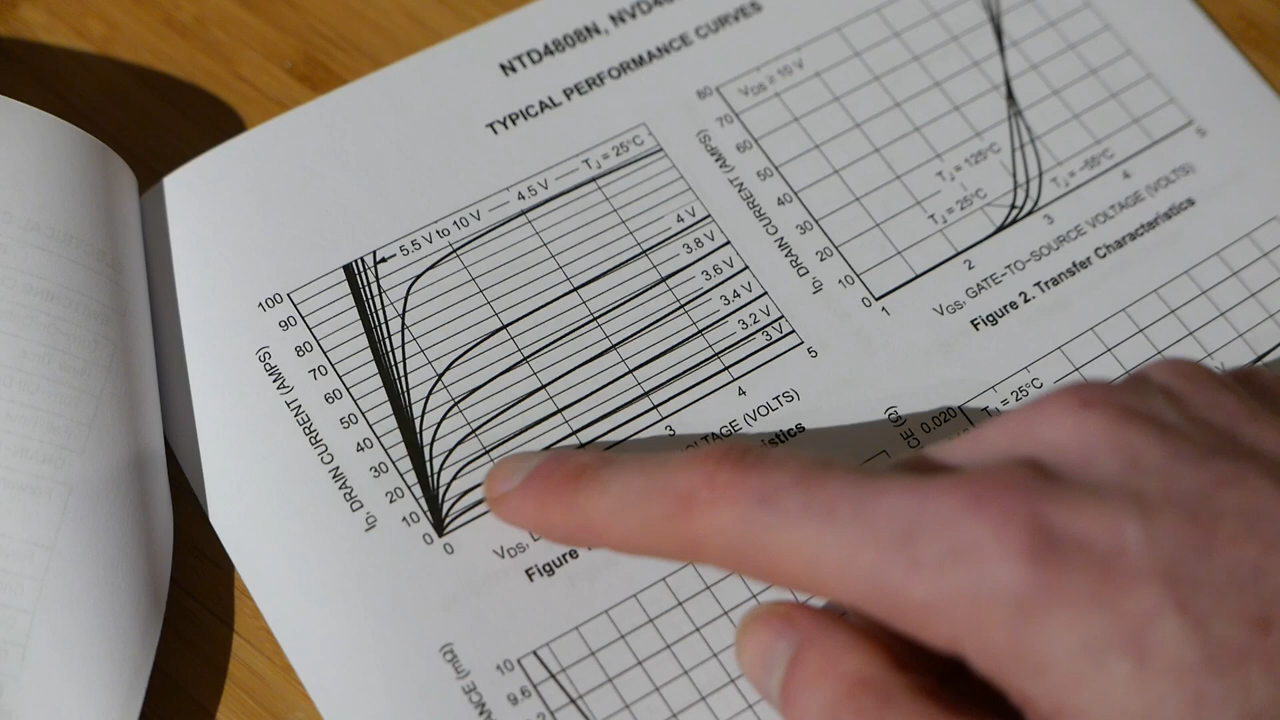 NTD4808N,
TYPICAL PERFORMANCE CURVES
5.5 V to 10 V
4.5 V
TJ = 25°C
4 V
3.8 V
3.6 V
3.4 V
3.2 V
3 V
100
90
80
70
60
50
40
30
20
10
0
0
3
4
5
ID, DRAIN CURRENT (AMPS)
VDS,
(VOLTS)
Figure
VDS ≥ 10 V
80
70
60
50
40
30
20
10
0
1
2
3
4
5
TJ = 125°C
TJ = 25°C
TJ = -55°C
ID, DRAIN CURRENT (AMPS)
VGS, GATE-TO-SOURCE VOLTAGE (VOLTS)
Figure 2. Transfer Characteristics
10
9.6
(mΩ)
0.020
TJ = 25°C